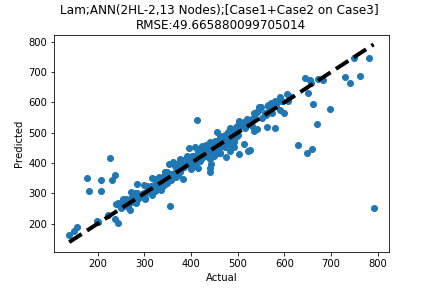 Lam;ANN(2HL-2,13 Nodes);[Case1+Case2 on Case3]
RMSE:49.665880099705014
800
700
600
500
400
300
200
Predicted
200 300 400 500 600 700 800
Actual